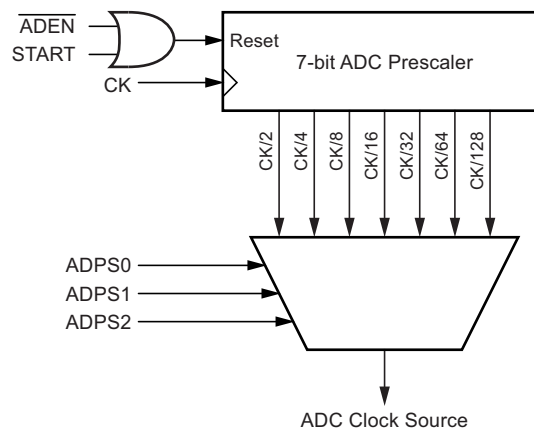 ADEN
START
Reset
7-bit ADC Prescaler
CK
CK/2
CK/4
CK/8
CK/16
CK/32
CK/64
CK/128
ADPS0
ADPS1
ADPS2
ADC Clock Source